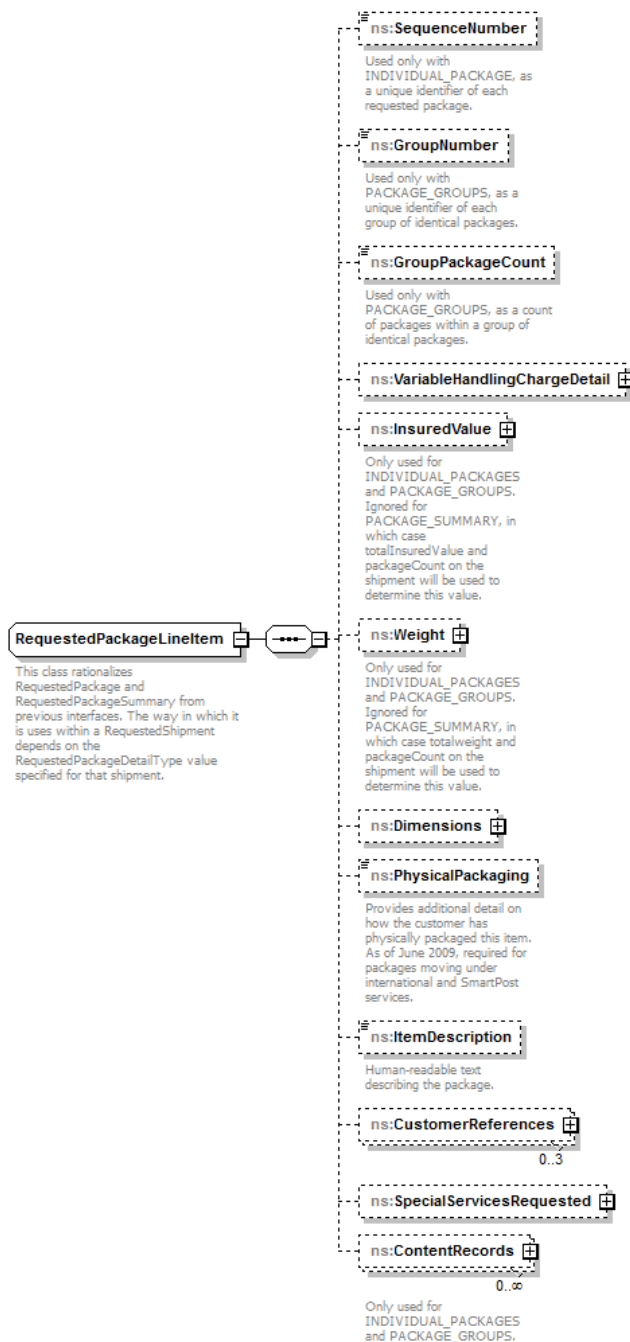 ns:SequenceNumber
Used only with
INDIVIDUAL_PACKAGE, as
a unique identifier of each
requested package.
ns:GroupNumber
Used only with
PACKAGE_GROUPS, as a
unique identifier of each
group of identical packages.
ns:GroupPackageCount
Used only with
PACKAGE_GROUPS, as a count
of packages within a group of
identical packages.
ns:VariableHandlingChargeDetail
ns:InsuredValue
Only used for
INDIVIDUAL_PACKAGES
and PACKAGE_GROUPS.
Ignored for
PACKAGE_SUMMARY, in
which case
totalInsuredValue and
packageCount on the
shipment will be used to
determine this value.
RequestedPackageLineItem
This class rationalizes
RequestedPackage and
RequestedPackageSummary from
previous interfaces. The way in which it
is uses within a RequestedShipment
depends on the
RequestedPackageDetailType value
specified for that shipment.
ns:Weight
Only used for
INDIVIDUAL_PACKAGES
and PACKAGE_GROUPS.
Ignored for
PACKAGE_SUMMARY, in
which case totalweight and
packageCount on the
shipment will be used to
determine this value.
ns:Dimensions
ns:PhysicalPackaging
Provides additional detail on
how the customer has
physically packaged this item.
As of June 2009, required for
packages moving under
international and SmartPost
services.
ns:ItemDescription
Human-readable text
describing the package.
ns:CustomerReferences
0..3
ns:SpecialServicesRequested
ns:ContentRecords
0..∞
Only used for
INDIVIDUAL_PACKAGES
and PACKAGE_GROUPS.